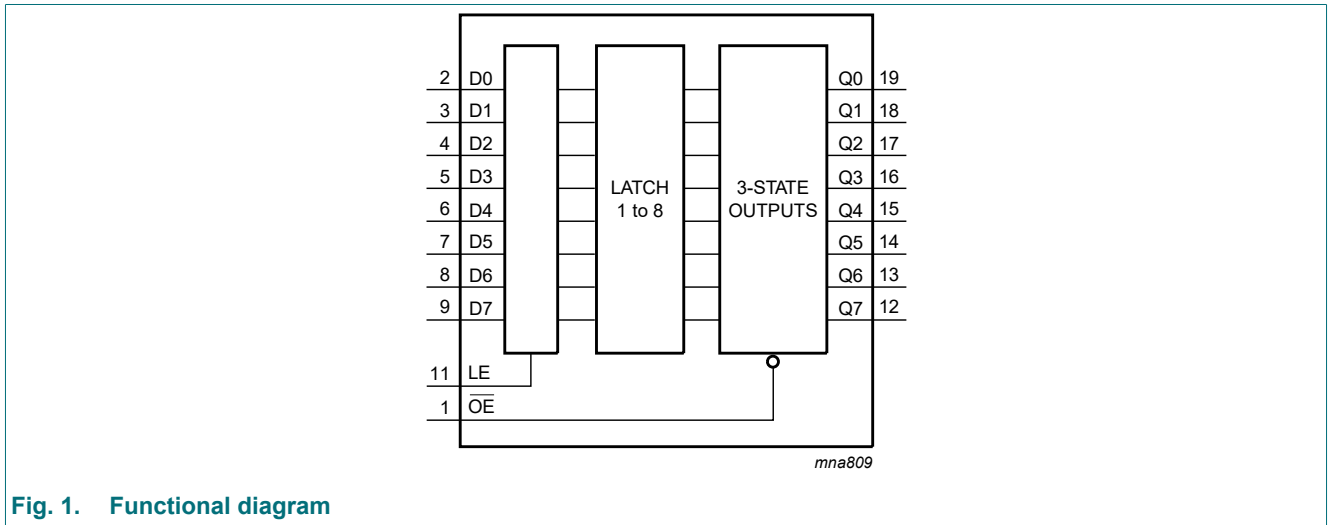 2 D0 Q0 19
3 D1 Q1 18
4 D2 Q2 17
5 D3 Q3 16
LATCH
1 to 8
3-STATE
OUTPUTS
6 D4 Q4 15
7 D5 Q5 14
8 D6 Q6 13
9 D7 Q7 12
11 LE
1 O̅E̅
mna809
Fig. 1. Functional diagram